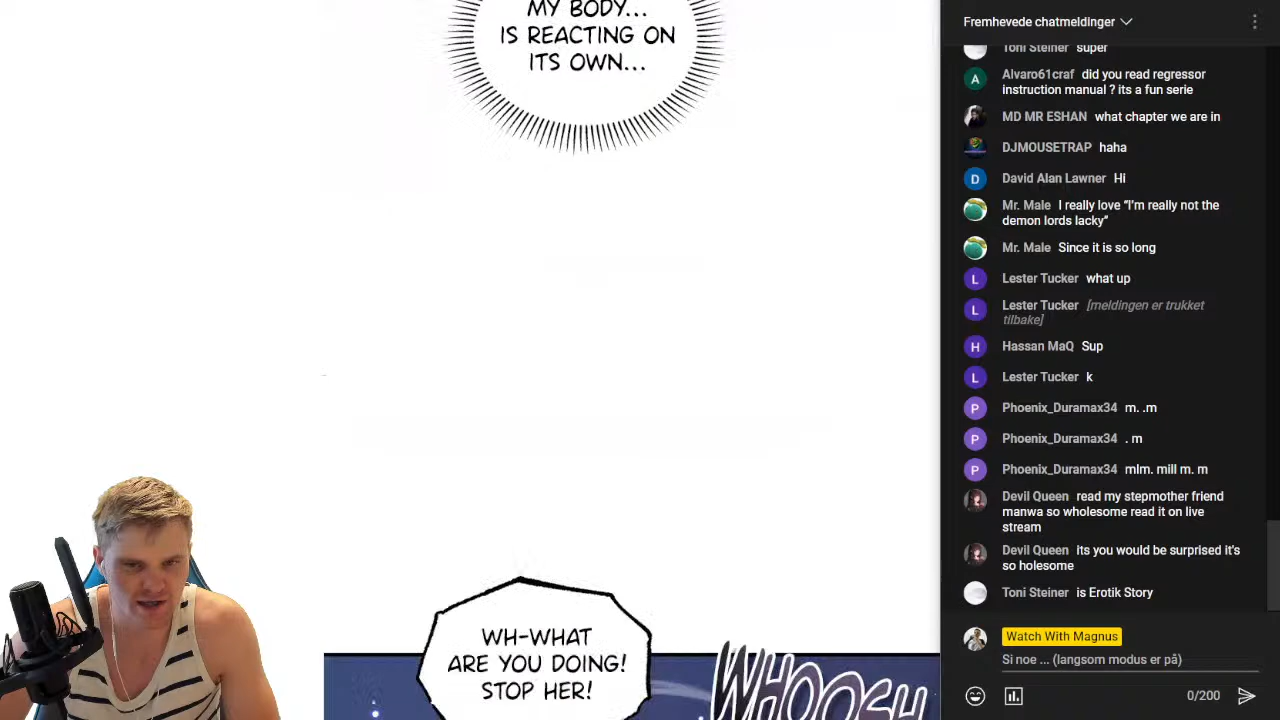 MY BODY...
IS REACTING ON
ITS OWN...
WH-WHAT
ARE YOU DOING!
STOP HER!
WHOOSH
Fremhevede chatmeldinger
Toni Steiner super
A
Alvaro61craf did you read regressor
instruction manual ? its a fun serie
MD MR ESHAN what chapter we are in
DJMOUSETRAP haha
D
David Alan Lawner Hi
Mr. Male I really love “I'm really not the
demon lords lacky”
Mr. Male Since it is so long
L
Lester Tucker what up
L
Lester Tucker [meldingen er trukket
tilbake]
H
Hassan MaQ Sup
L
Lester Tucker k
P
Phoenix_Duramax34 m. .m
P
Phoenix_Duramax34 . m
P
Phoenix_Duramax34 mlm. mill m. m
Devil Queen read my stepmother friend
manwa so wholesome read it on live
stream
Devil Queen its you would be surprised it's
so holesome
Toni Steiner is Erotik Story
Watch With Magnus
Si noe ... (langsom modus er på)
0/200